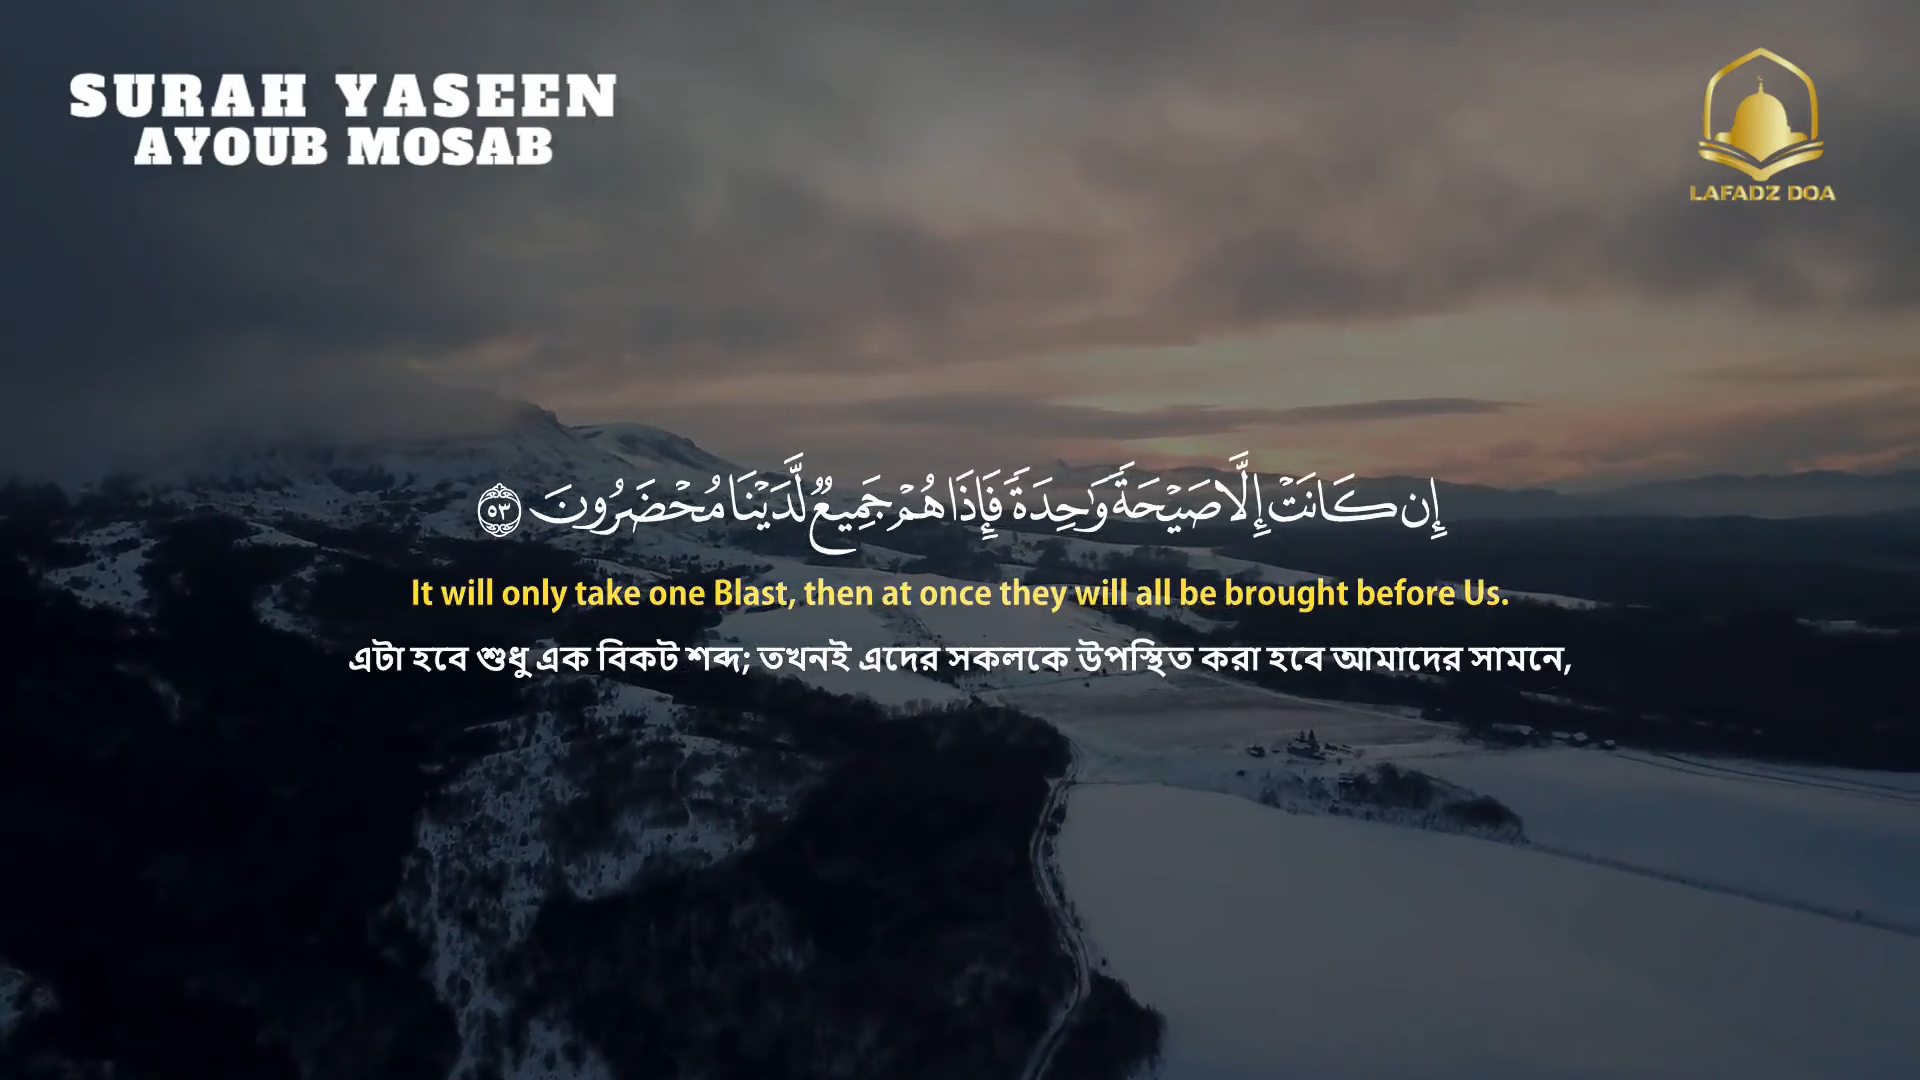 SURAH YASEEN
AYOUB MOSAB
LAFADZ DOA
إِن كَانَتْ إِلَّا صَيْحَةً وَٰحِدَةً فَإِذَا هُمْ جَمِيعٌ لَّدَيْنَا مُحْضَرُونَ ٥٣
It will only take one Blast, then at once they will all be brought before Us.
এটা হবে শুধু এক বিকট শব্দ; তখনই এদের সকলকে উপস্থিত করা হবে আমাদের সামনে,